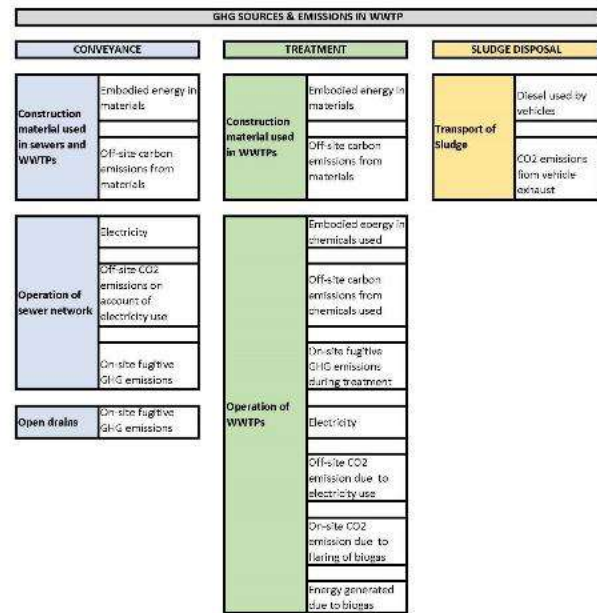 GHG SOURCES & EMISSIONS IN WWTP
CONVEYANCE
Construction
material used
in sewers and
WWTPs
Embodied energy in
materials
Off-site carbon
emissions from
materials
Operation of
sewer network
Electricity
Off-site CO2
emissions on
account of
electricity use
On-site fugitive
GHG emissions
Open drains
On-site fugitive
GHG emissions
TREATMENT
Construction
material used
in WWTPs
Embodied energy in
materials
Off-site carbon
emissions from
materials
Operation of
WWTPs
Embodied energy in
chemicals used
Off-site carbon
emissions from
chemicals used
On-site fugitive
GHG emissions
during treatment
Electricity
Off-site CO2
emission due to
electricity use
On-site CO2
emission due to
flaring of biogas
Energy generated
due to biogas
SLUDGE DISPOSAL
Transport of
Sludge
Diesel used by
vehicles
CO2 emissions
from vehicle
exhaust